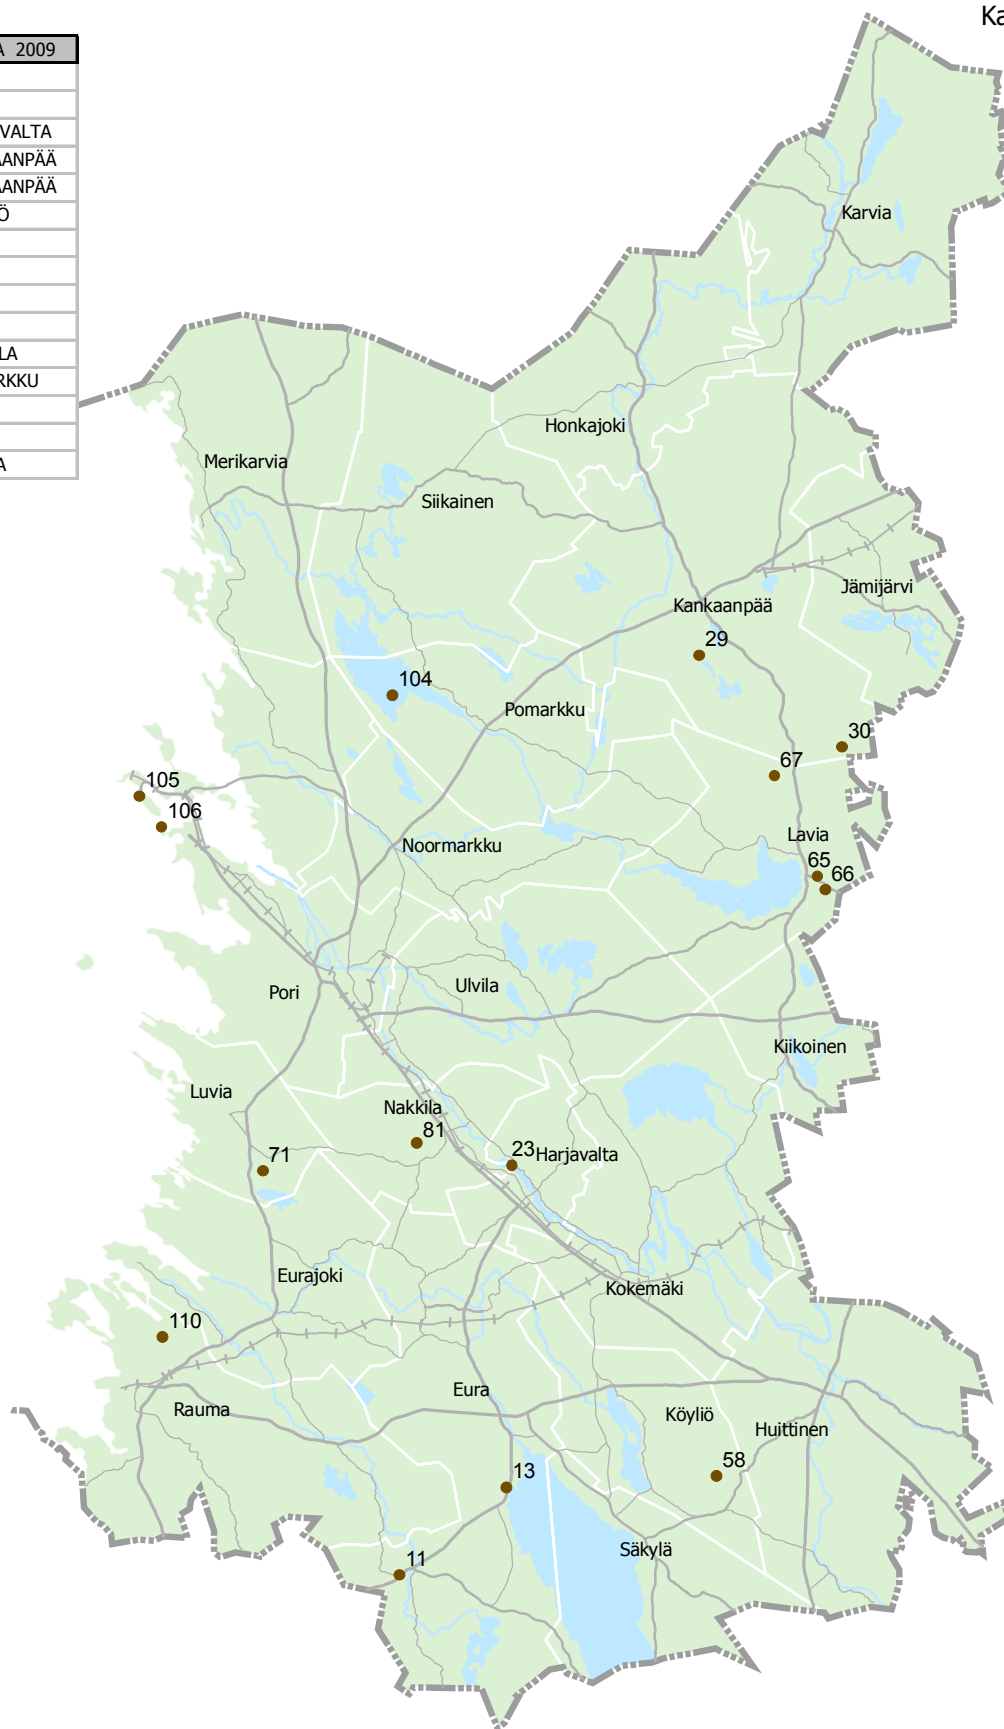 Ka
A 2009
VALTA
AANPÄÄ
AANPÄÄ
Ö
LA
RKKU
A
Karvia
Honkajoki
Merikarvia
Siikainen
Jämijärvi
Kankaanpää
29
104
Pomarkku
30
67
105
106
Lavia
Noormarkku
65
66
Ulvila
Pori
Kiikoinen
Luvia
Nakkila
81
23
Harjavalta
71
Eurajoki
Kokemäki
110
Eura
Rauma
Köyliö
Huittinen
58
13
Säkylä
11